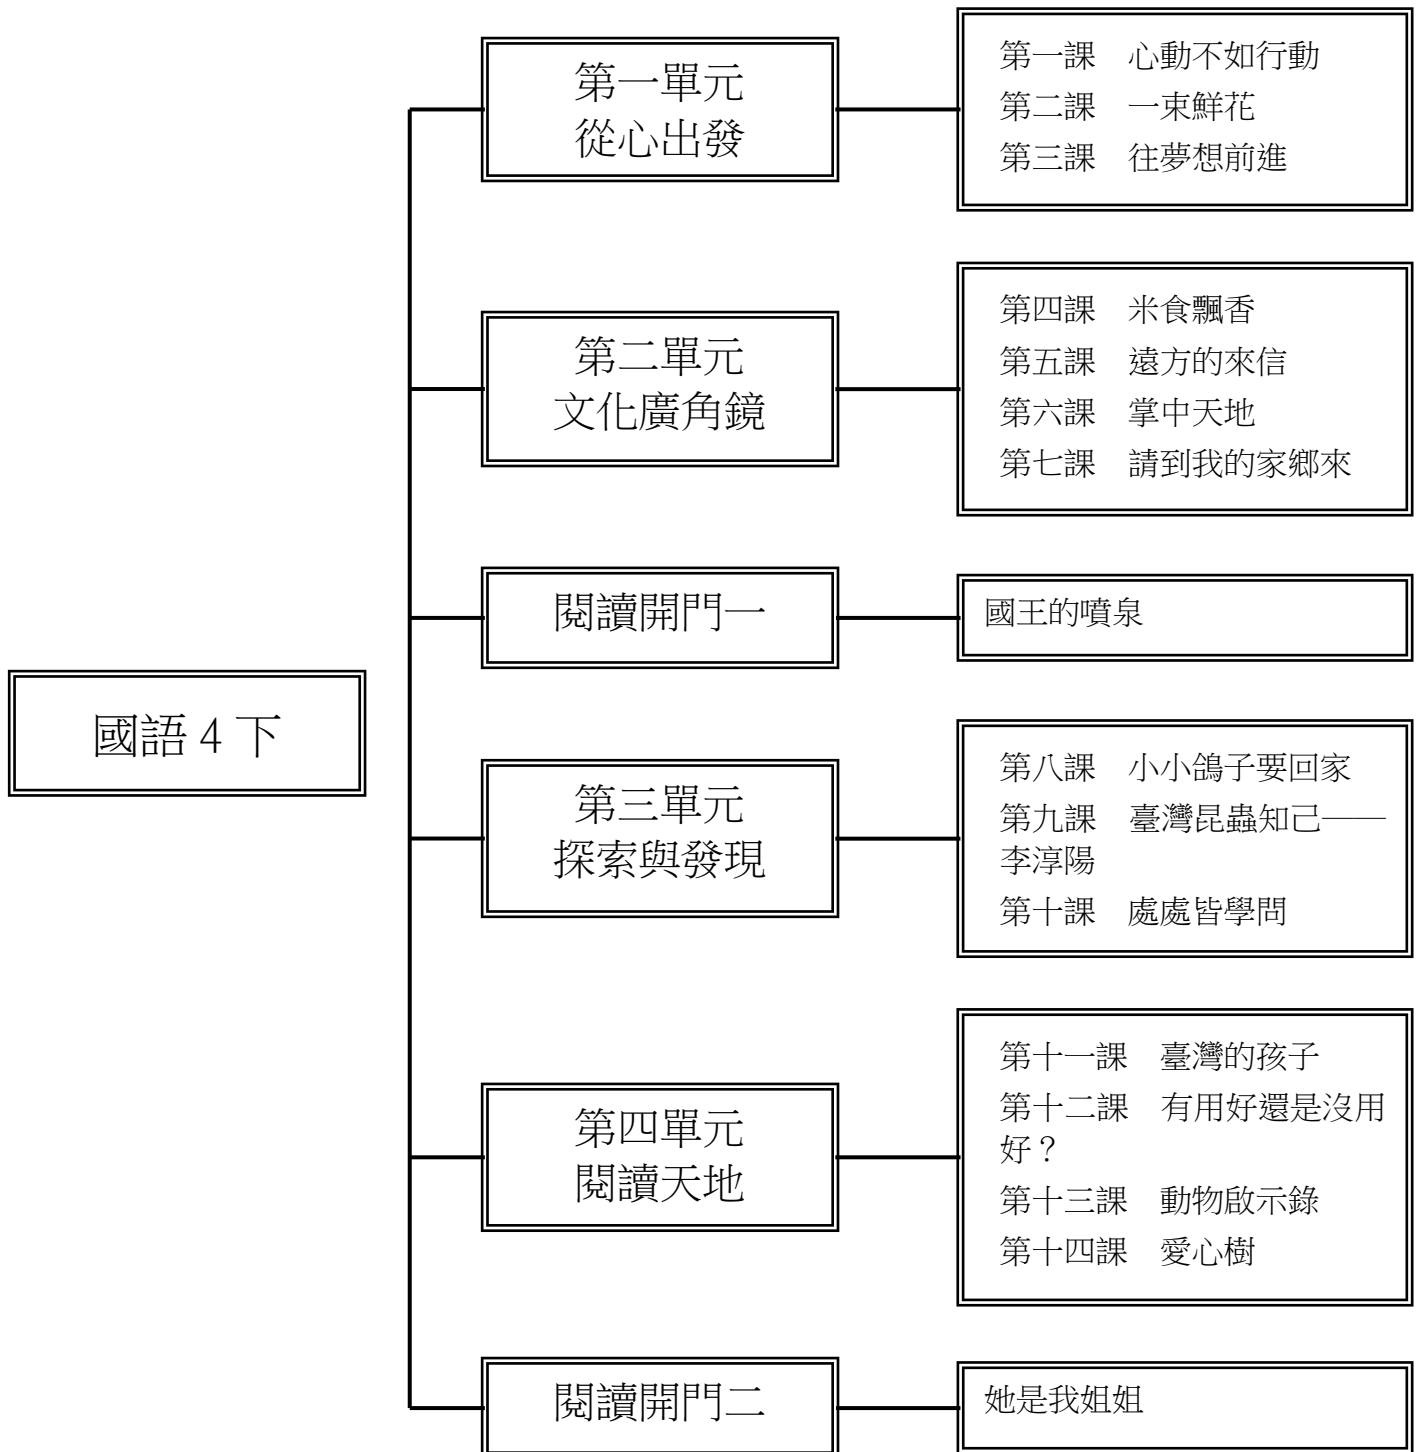 國語4下
第一單元
從心出發
第一課　心動不如行動
第二課　一束鮮花
第三課　往夢想前進
第二單元
文化廣角鏡
第四課　米食飄香
第五課　遠方的來信
第六課　掌中天地
第七課　請到我的家鄉來
閱讀開門一
國王的噴泉
第三單元
探索與發現
第八課　小小鴿子要回家
第九課　臺灣昆蟲知己——
李淳陽
第十課　處處皆學問
第四單元
閱讀天地
第十一課　臺灣的孩子
第十二課　有用好還是沒用
好？
第十三課　動物啟示錄
第十四課　愛心樹
閱讀開門二
她是我姐姐